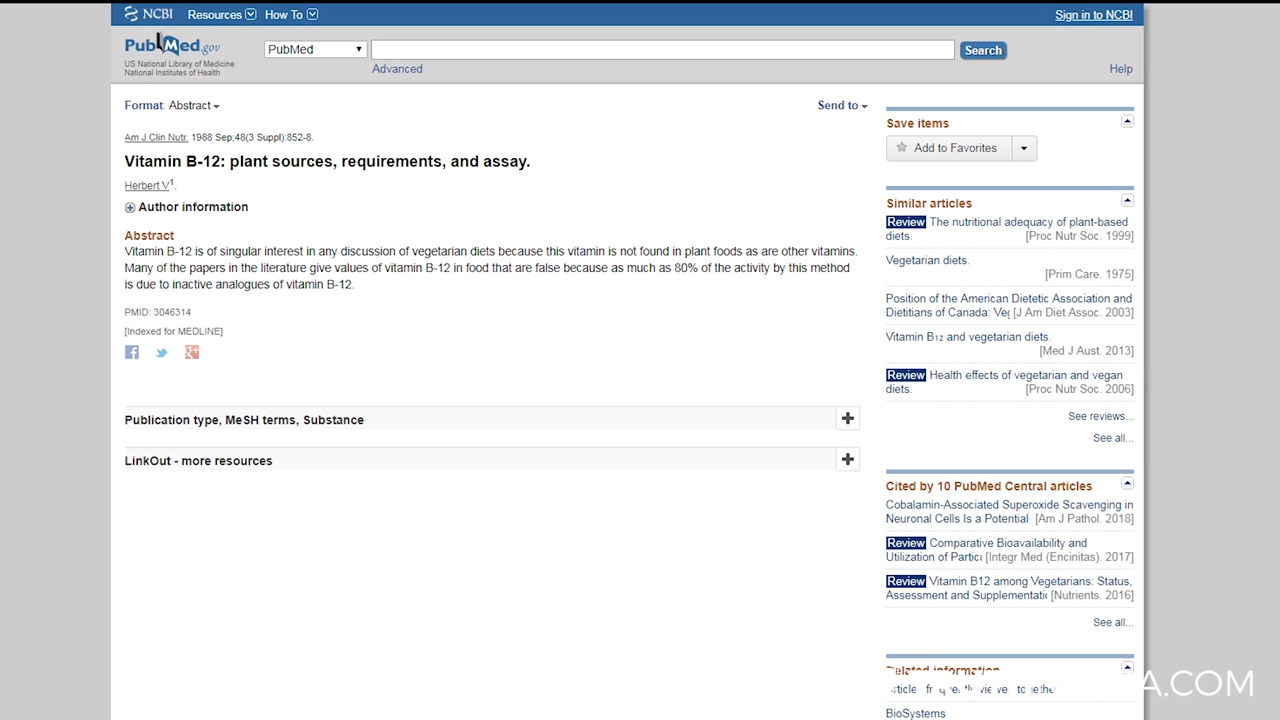 NCBI Resources How To Sign in to NCBI
PubMed.gov
US National Library of Medicine
National Institutes of Health
PubMed
Search
Advanced
Help
Format: Abstract
Send to
Am J Clin Nutr. 1988 Sep;48(3 Suppl):852-8.
Vitamin B-12: plant sources, requirements, and assay.
Herbert V1.
Author information
Abstract
Vitamin B-12 is of singular interest in any discussion of vegetarian diets because this vitamin is not found in plant foods as are other vitamins.
Many of the papers in the literature give values of vitamin B-12 in food that are false because as much as 80% of the activity by this method
is due to inactive analogues of vitamin B-12.
PMID: 3046314
[Indexed for MEDLINE]
Publication type, MeSH terms, Substance
LinkOut - more resources
Save items
Add to Favorites
Similar articles
Review The nutritional adequacy of plant-based
diets. [Proc Nutr Soc. 1999]
Vegetarian diets.
[Prim Care. 1975]
Position of the American Dietetic Association and
Dietitians of Canada: Veg [J Am Diet Assoc. 2003]
Vitamin B₁₂ and vegetarian diets.
[Med J Aust. 2013]
Review Health effects of vegetarian and vegan
diets. [Proc Nutr Soc. 2006]
See reviews...
See all...
Cited by 10 PubMed Central articles
Cobalamin-Associated Superoxide Scavenging in
Neuronal Cells Is a Potential [Am J Pathol. 2018]
Review Comparative Bioavailability and
Utilization of Particu [Integr Med (Encinitas). 2017]
Review Vitamin B12 among Vegetarians: Status,
Assessment and Supplementatic [Nutrients. 2016]
See all...
Related information
BioSystems
A.COM